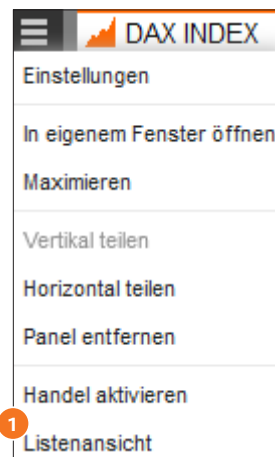 DAX INDEX
Einstellungen
In eigenem Fenster öffnen
Maximieren
Vertikal teilen
Horizontal teilen
Panel entfernen
Handel aktivieren
1
Listenansicht